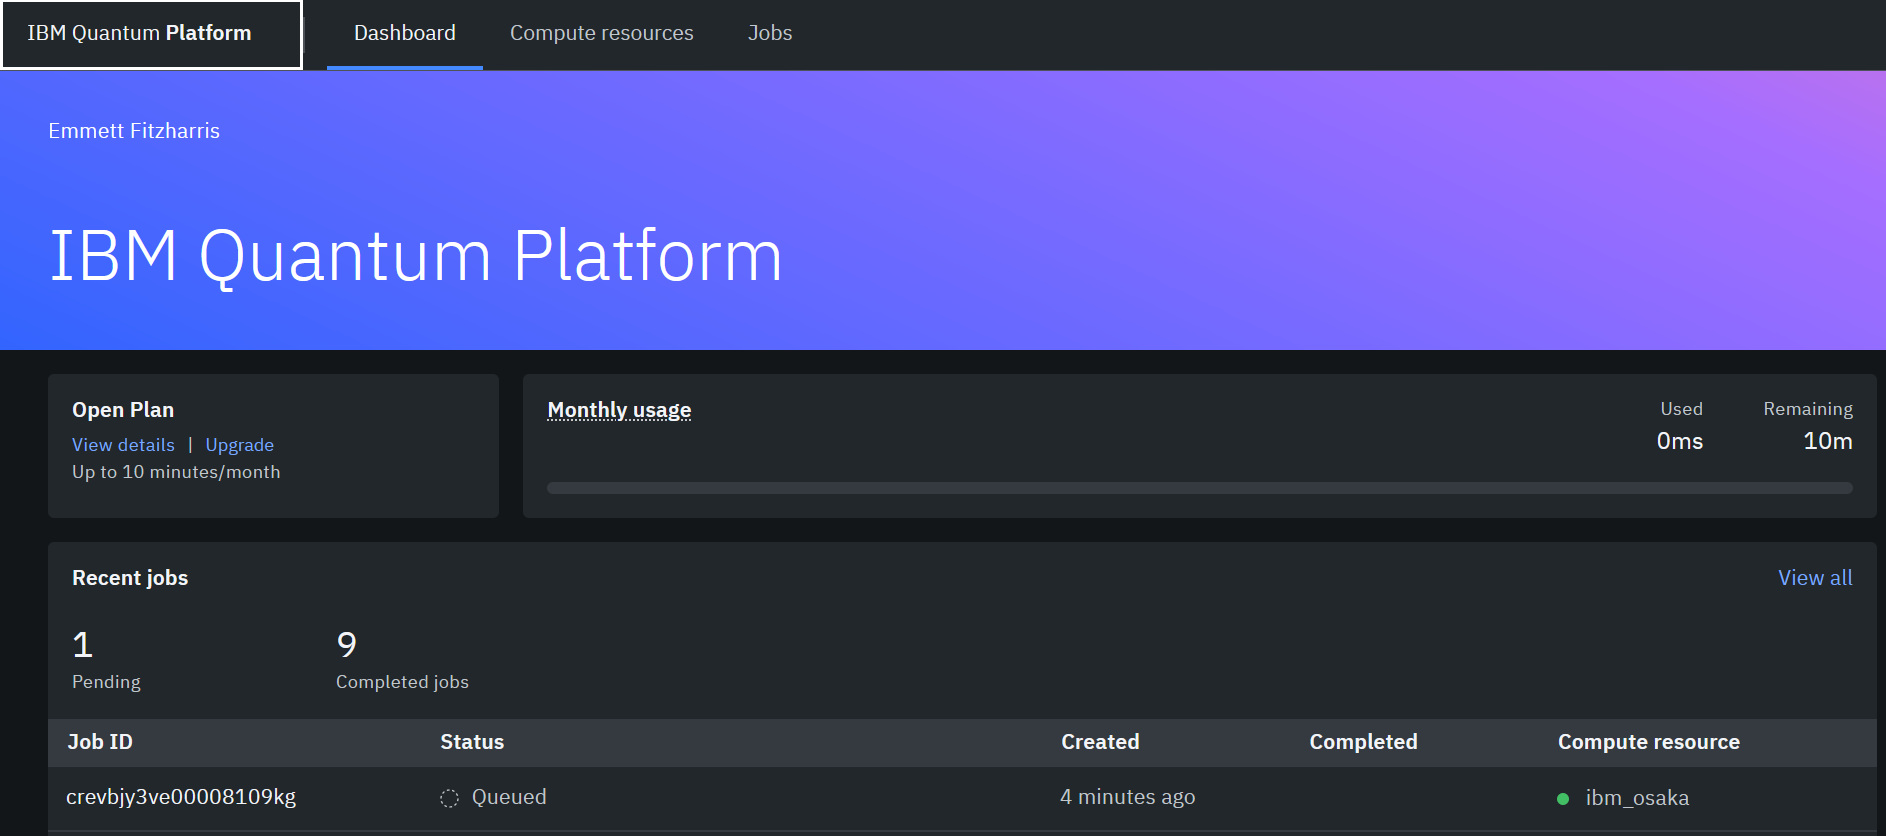 IBM Quantum Platform
Dashboard
Compute resources
Jobs
Emmett Fitzharris
IBM Quantum Platform
Open Plan
View details | Upgrade
Up to 10 minutes/month
Monthly usage
Used
0ms
Remaining
10m
Recent jobs
View all
1
Pending
9
Completed jobs
Job ID Status Created Completed Compute resource
crevbjy3ve00008109kg Queued 4 minutes ago ibm_osaka